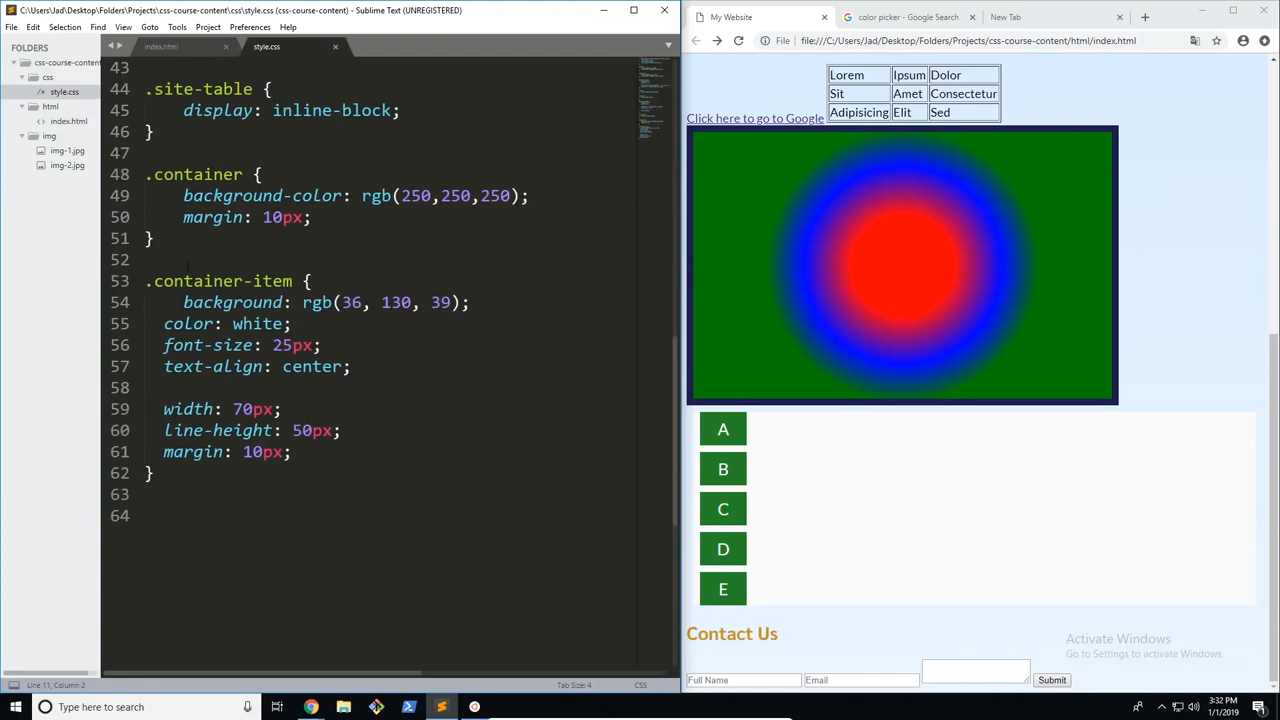 C:\Users\Jad\Desktop\Folders\Projects\css-course-content\css\style.css (css-course-content) - Sublime Text (UNREGISTERED)
File Edit Selection Find View Goto Tools Project Preferences Help
FOLDERS
css-course-content
css
/* style.css
html
index.html
img
img-1.jpg
img-2.jpg
index.html
style.css
43
44 .site-table {
45 display: inline-block;
46 }
47
48 .container {
49 background-color: rgb(250,250,250);
50 margin: 10px;
51 }
52
53 .container-item {
54 background: rgb(36, 130, 39);
55 color: white;
56 font-size: 25px;
57 text-align: center;
58
59 width: 70px;
60 line-height: 50px;
61 margin: 10px;
62 }
63
64
Line 11, Column 2
Tab Size: 4
CSS
My Website
color picker - Google Search
New Tab
File | file:///C:/Users/Jad/Desktop/Folders/Projects/css-course-content/html/index.html
Lorem Ipsum Dolor
Sit Amet Consectetur
Adipisicing Elit Sed
Click here to go to Google
A
B
C
D
E
Contact Us
Activate Windows
Go to Settings to activate Windows.
Full Name
Email
Submit
Type here to search
3:32 PM
1/1/2019